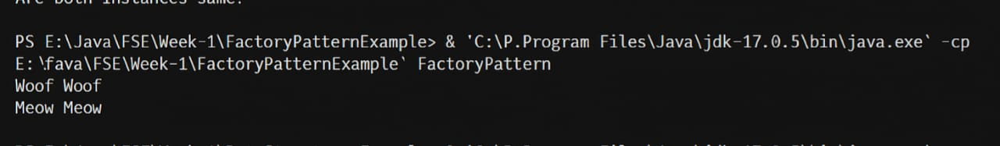 Are both instances same?
PS E:\Java\FSE\Week-1\FactoryPatternExample> & 'C:\P.Program Files\Java\jdk-17.0.5\bin\java.exe` -cp
E:\fava\FSE\Week-1\FactoryPatternExample` FactoryPattern
Woof Woof
Meow Meow